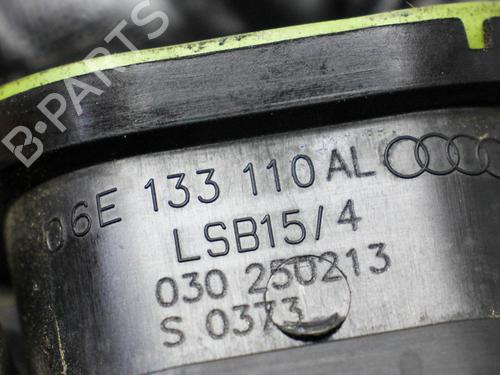 B-PARTS
06E 133 110 AL
LSB15/4
030 250213
S 0373